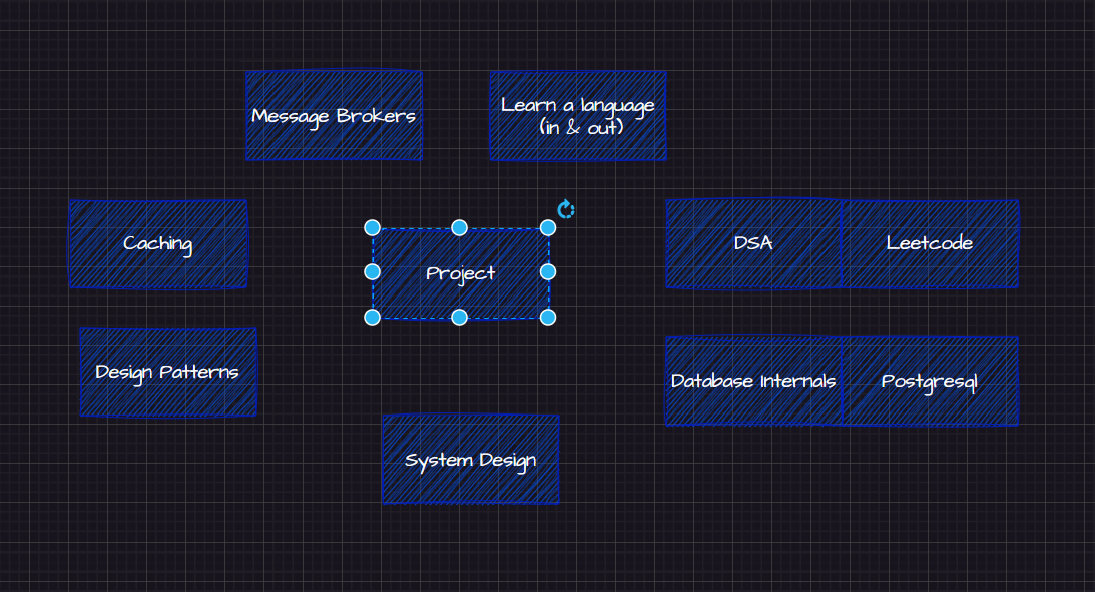 Message Brokers
Learn a language
(in & out)
Caching
Project
DSA
Leetcode
Design Patterns
Database Internals
Postgresql
System Design